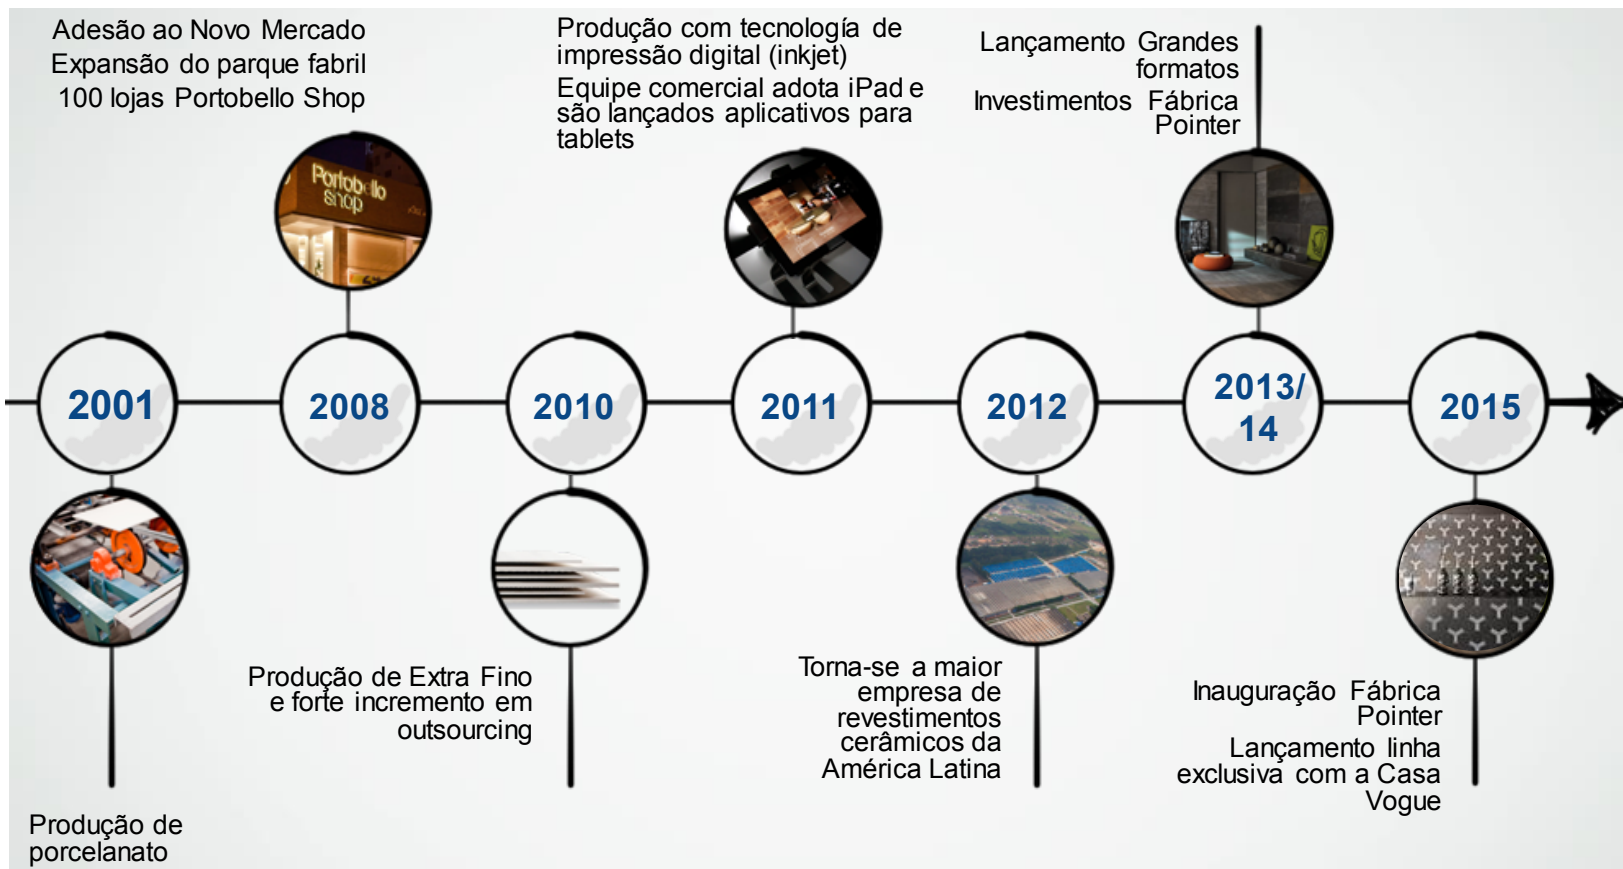 Adesão ao Novo Mercado
Expansão do parque fabril
100 lojas Portobello Shop
Produção com tecnología de
impressão digital (inkjet)
Equipe comercial adota iPad e
são lançados aplicativos para
tablets
Lançamento Grandes
formatos
Investimentos Fábrica
Pointer
Portobello
shop
2001
2008
2010
2011
2012
2013/
14
2015
Produção de Extra Fino
e forte incremento em
outsourcing
Torna-se a maior
empresa de
revestimentos
cerâmicos da
América Latina
Inauguração Fábrica
Pointer
Lançamento linha
exclusiva com a Casa
Vogue
Produção de
porcelanato